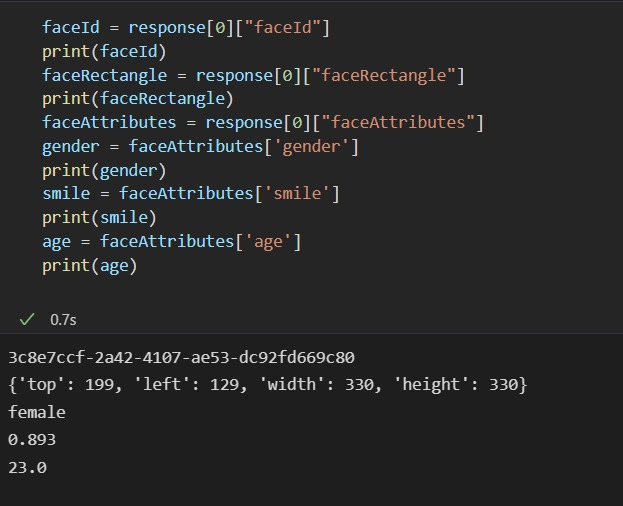 faceId = response[0]["faceId"]
print(faceId)
faceRectangle = response[0]["faceRectangle"]
print(faceRectangle)
faceAttributes = response[0]["faceAttributes"]
gender = faceAttributes['gender']
print(gender)
smile = faceAttributes['smile']
print(smile)
age = faceAttributes['age']
print(age)
0.7s
3c8e7ccf-2a42-4107-ae53-dc92fd669c80
{'top': 199, 'left': 129, 'width': 330, 'height': 330}
female
0.893
23.0